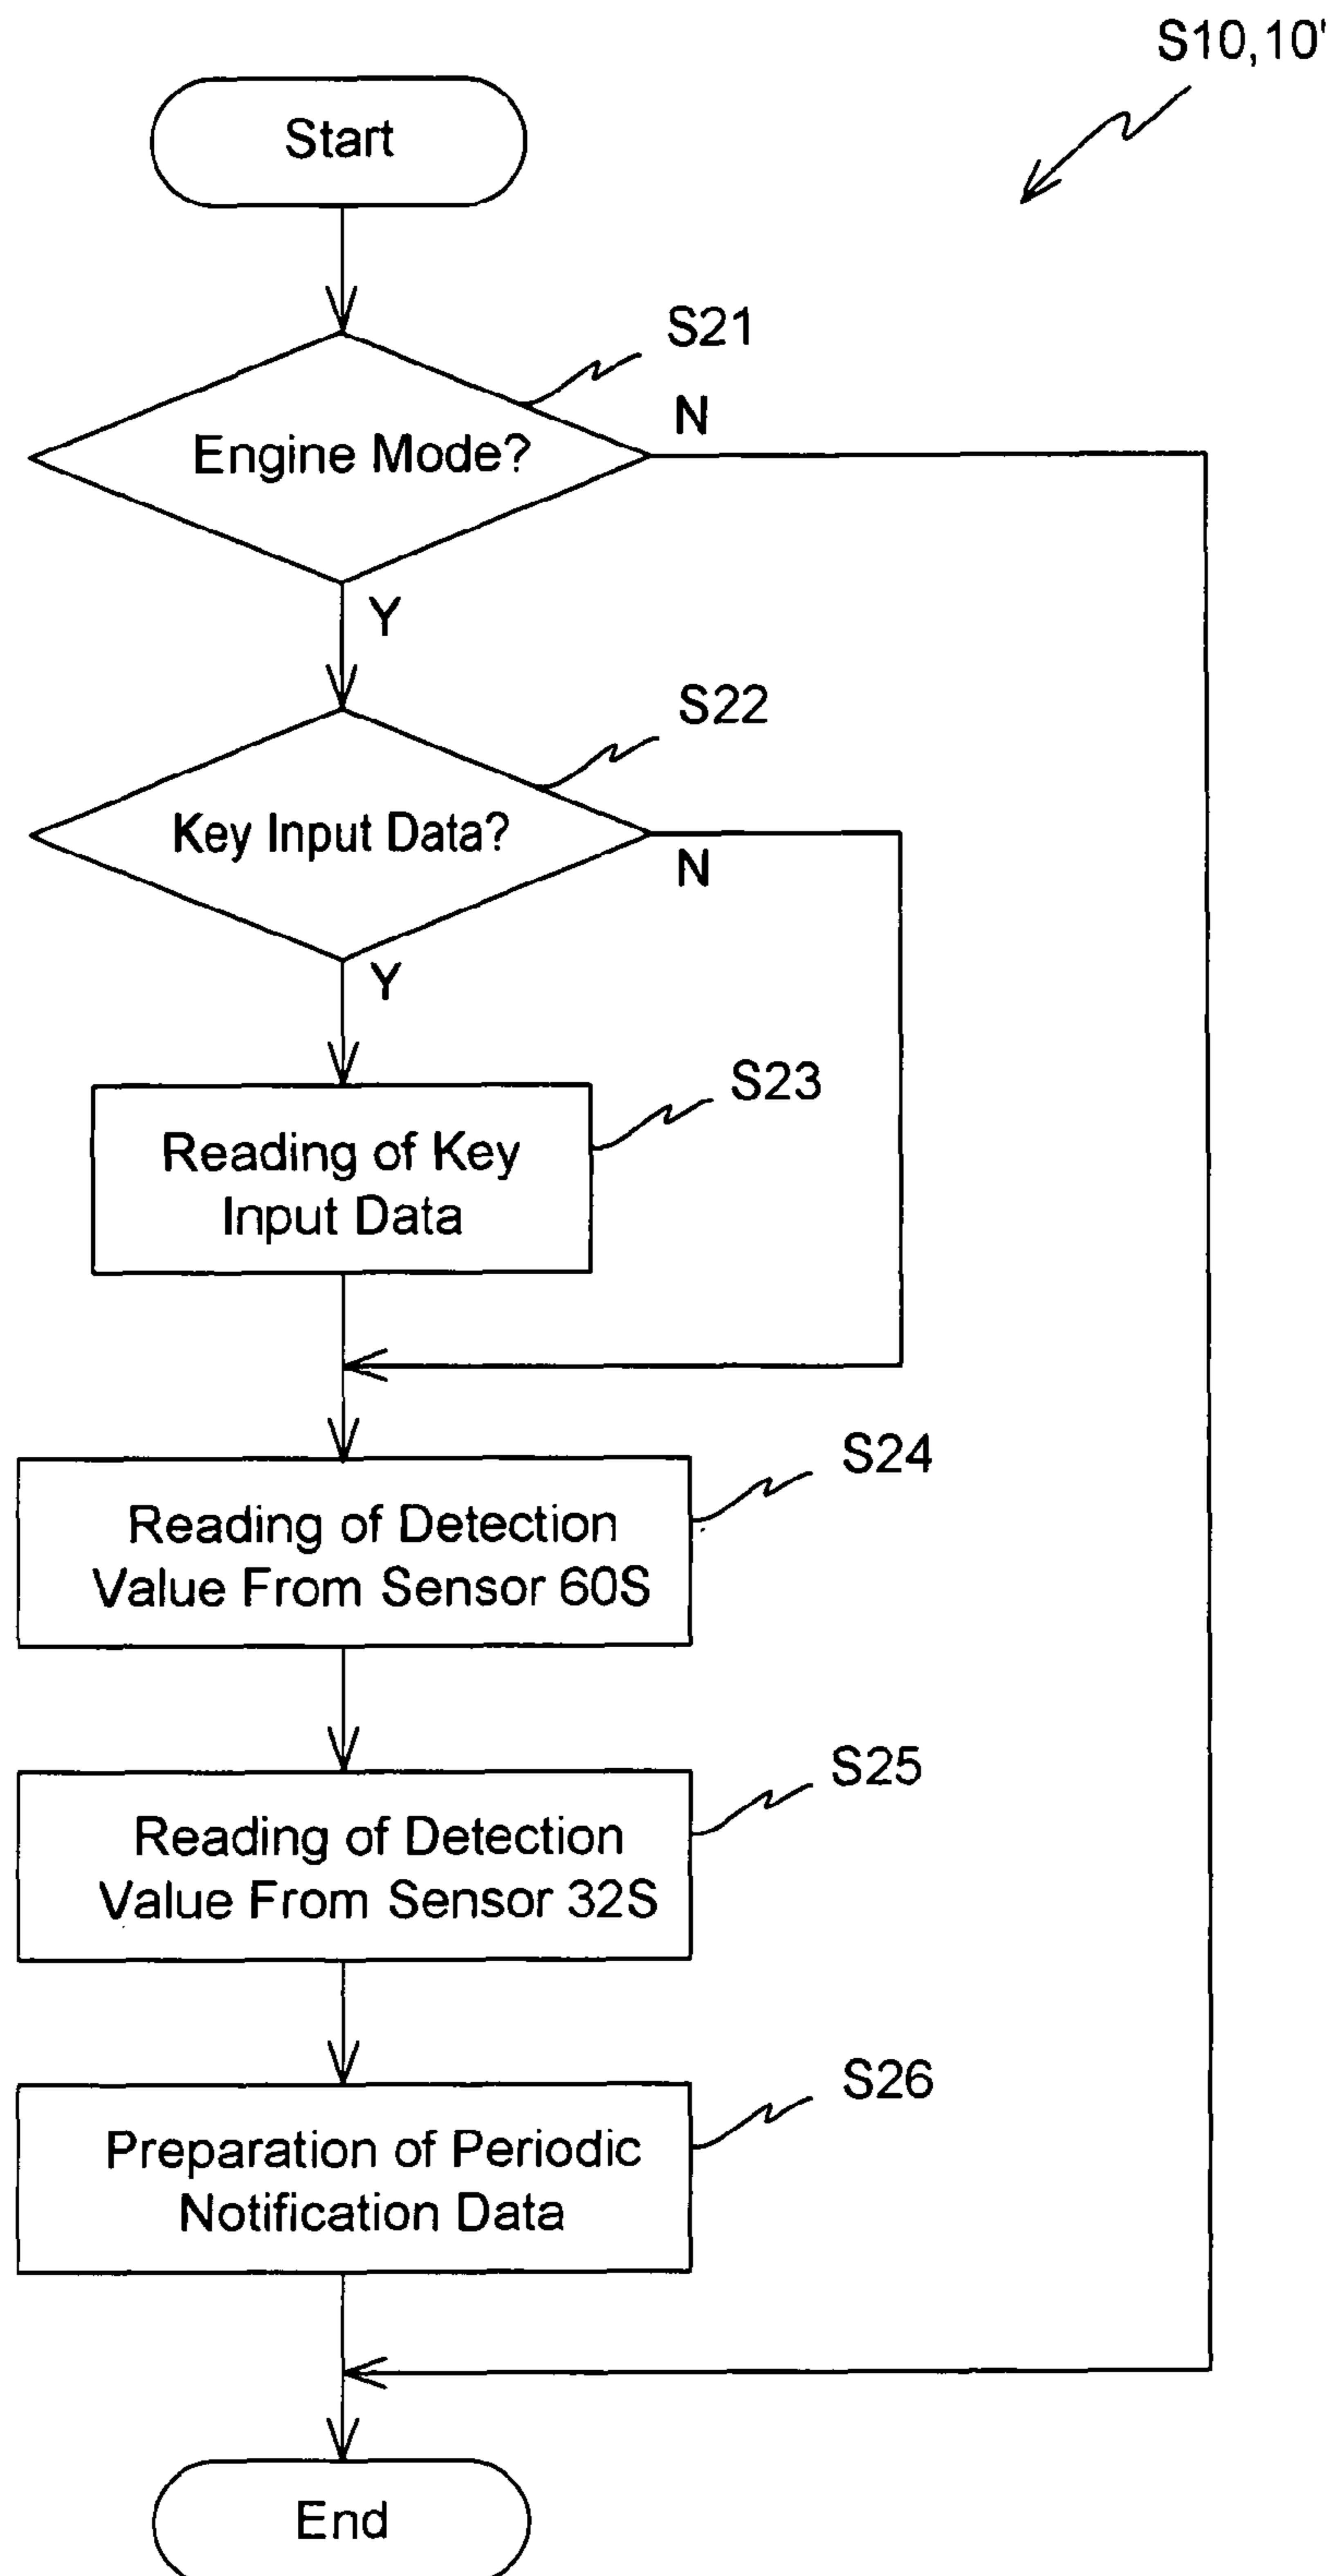 S10,10'
Start
S21
Engine Mode?
N
Y
S22
Key Input Data?
N
Y
S23
Reading of Key
Input Data
S24
Reading of Detection
Value From Sensor 60S
S25
Reading of Detection
Value From Sensor 32S
S26
Preparation of Periodic
Notification Data
End